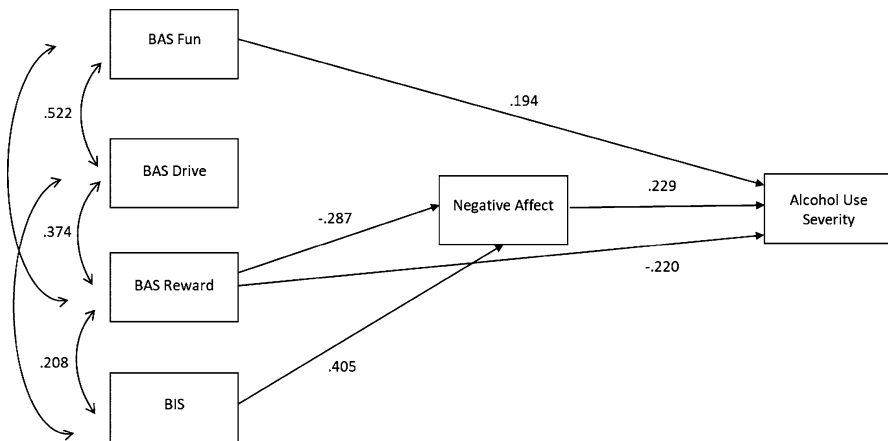 BAS Fun
.194
.522
BAS Drive
Negative Affect
.229
Alcohol Use
Severity
.374
-.287
BAS Reward
-.220
.208
.405
BIS